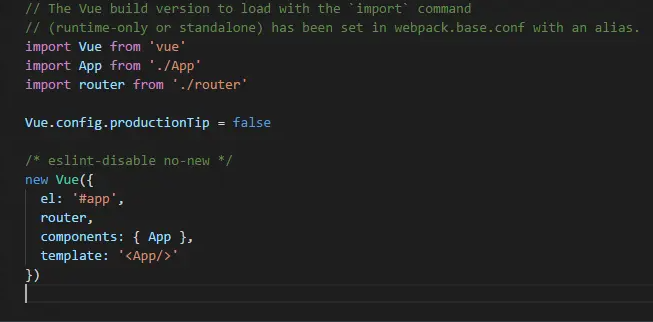 // The Vue build version to load with the `import` command
// (runtime-only or standalone) has been set in webpack.base.conf with an alias.
import Vue from 'vue'
import App from './App'
import router from './router'
Vue.config.productionTip = false
/* eslint-disable no-new */
new Vue({
el: '#app',
router,
components: { App },
template: '<App/>'
})